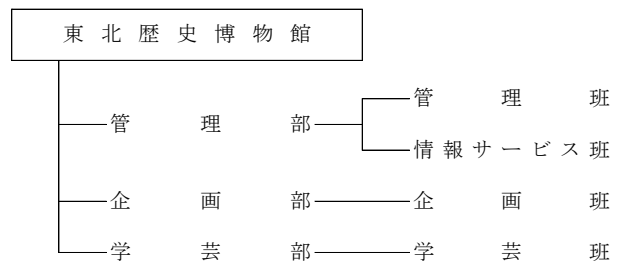 東北歴史博物館
管理班
管理部
情報サービス班
企画部 企画班
学芸部 学芸班